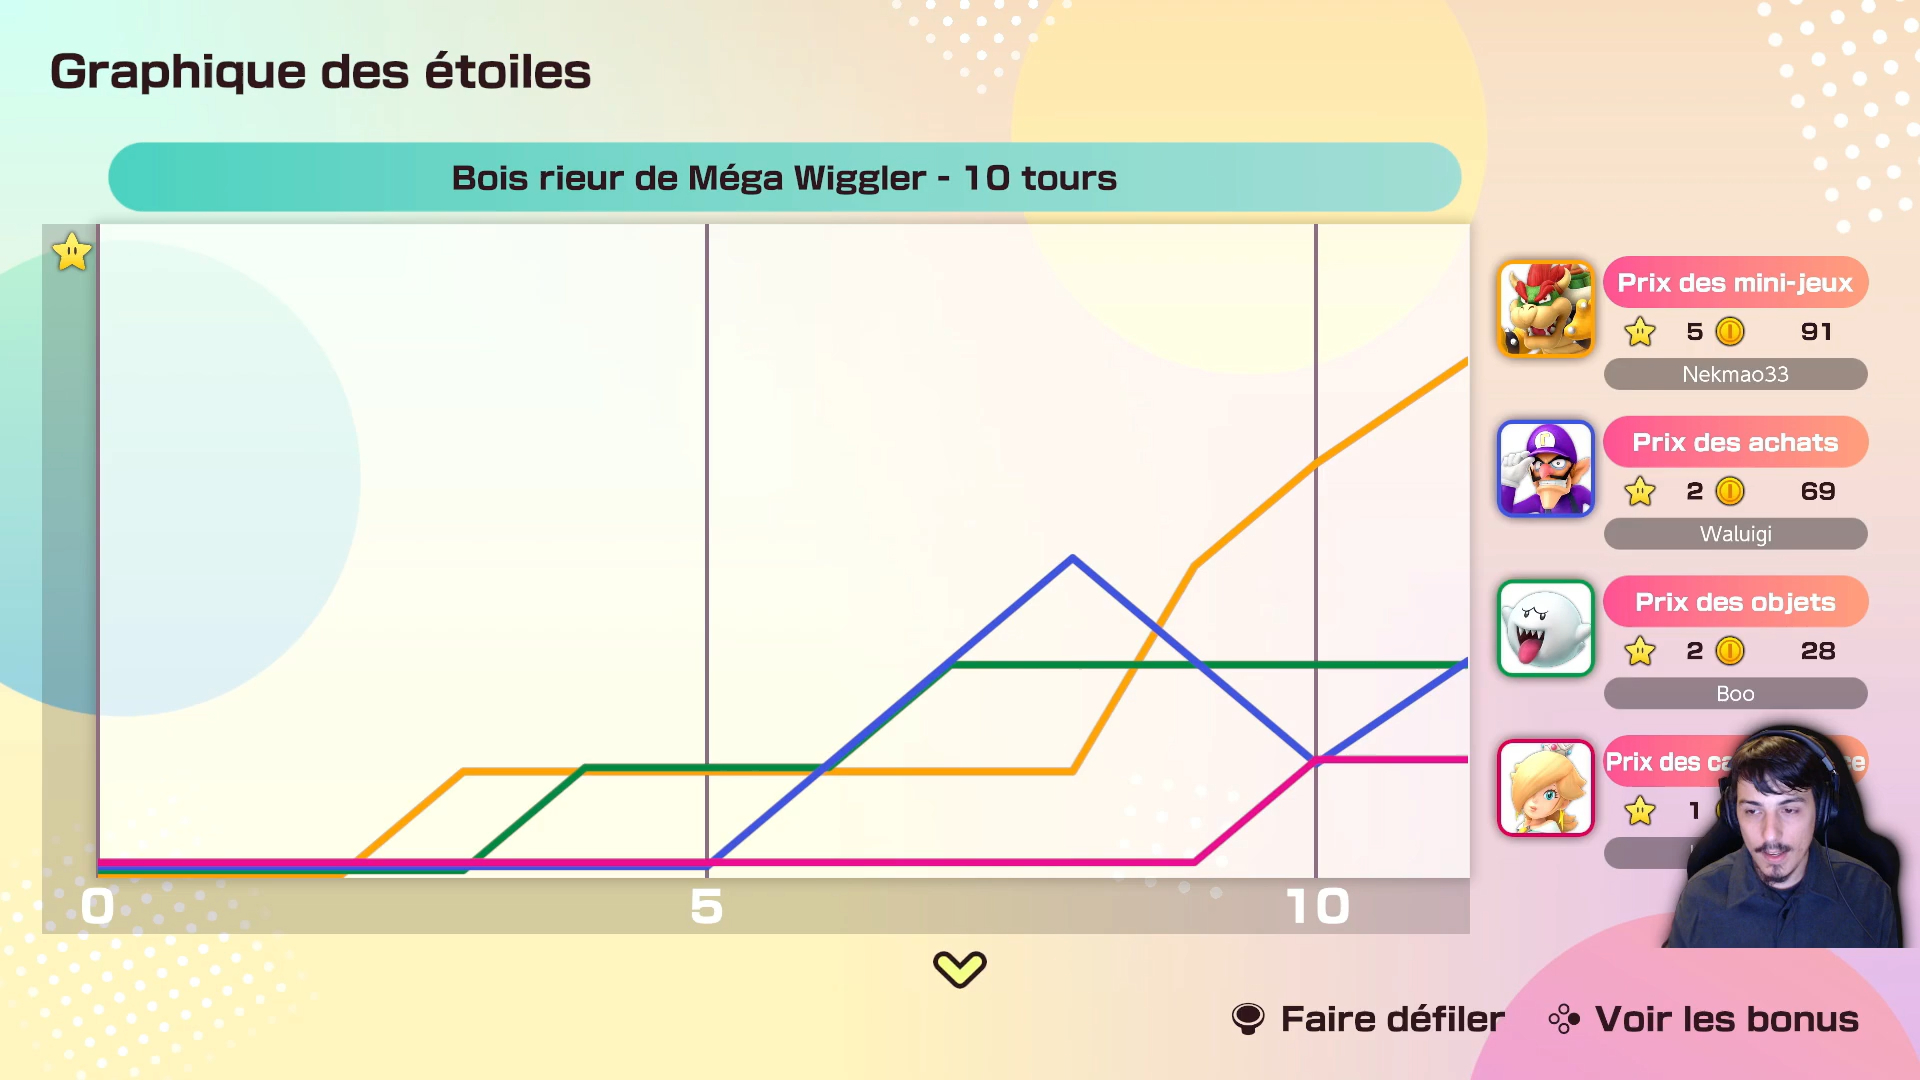 Graphique des étoiles
Bois rieur de Méga Wiggler - 10 tours
Prix des mini-jeux
5 91
Nekmao33
Prix des achats
2 69
Waluigi
Prix des objets
2 28
Boo
Prix des
1
0 5 10
Faire défiler Voir les bonus